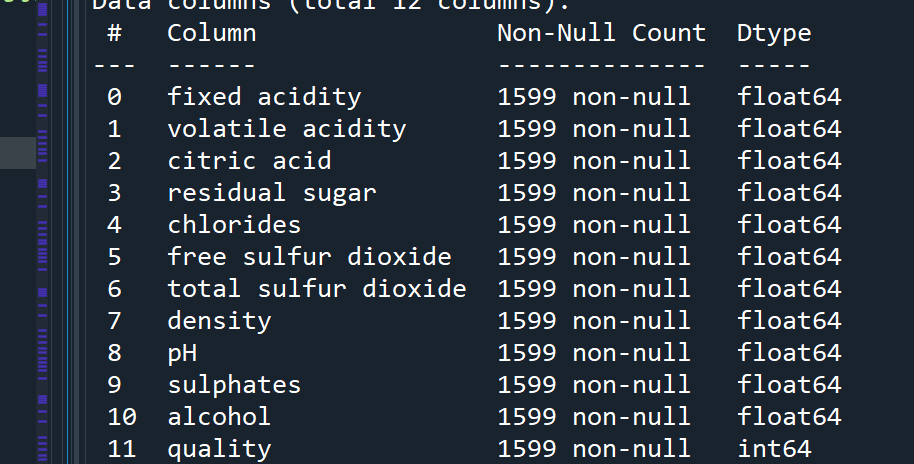 Data columns (total 12 columns):
 #   Column                Non-Null Count  Dtype
---  ------                --------------  -----
 0   fixed acidity         1599 non-null   float64
 1   volatile acidity      1599 non-null   float64
 2   citric acid           1599 non-null   float64
 3   residual sugar        1599 non-null   float64
 4   chlorides             1599 non-null   float64
 5   free sulfur dioxide   1599 non-null   float64
 6   total sulfur dioxide  1599 non-null   float64
 7   density               1599 non-null   float64
 8   pH                    1599 non-null   float64
 9   sulphates             1599 non-null   float64
 10  alcohol               1599 non-null   float64
 11  quality               1599 non-null   int64